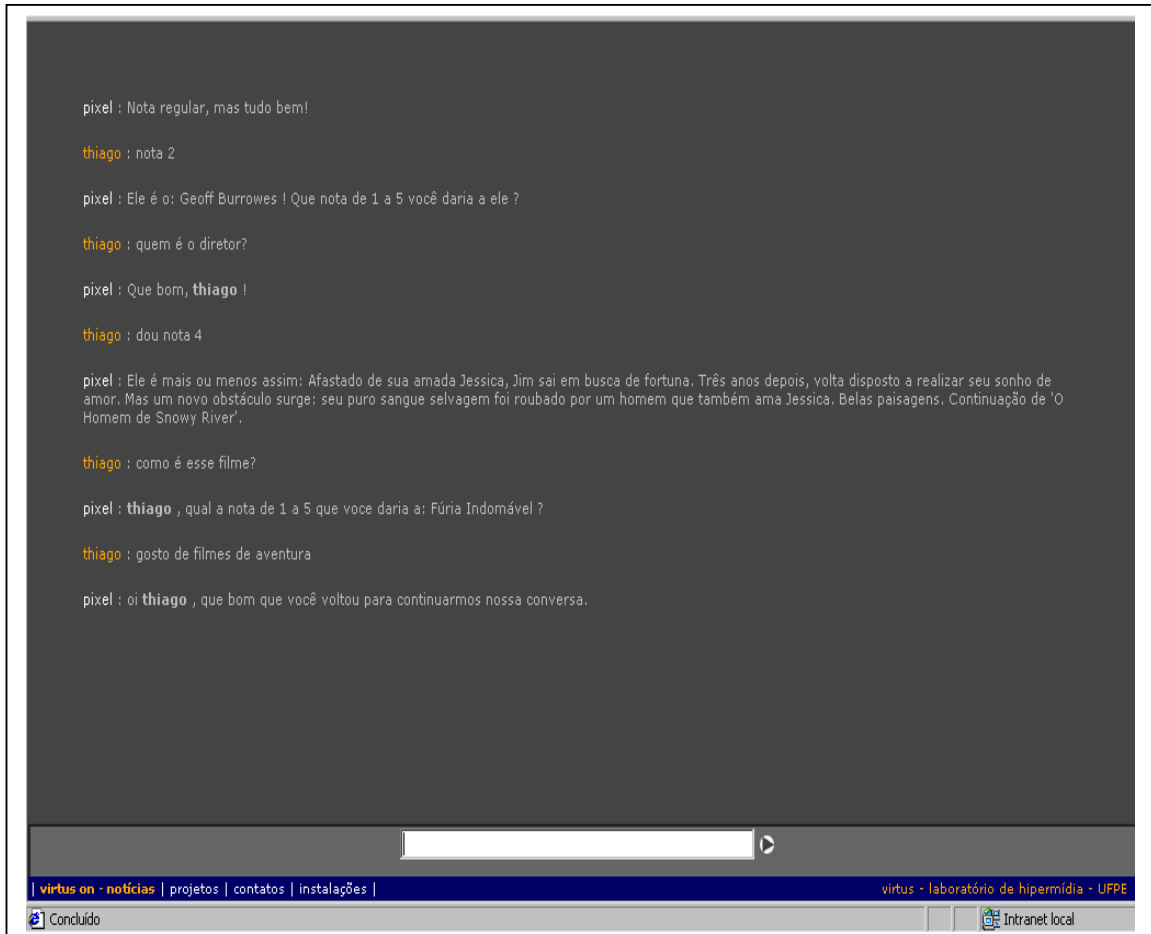 pixel : Nota regular, mas tudo bem!
thiago : nota 2
pixel : Ele é o: Geoff Burrowes ! Que nota de 1 a 5 você daria a ele ?
thiago : quem é o diretor?
pixel : Que bom, thiago !
thiago : dou nota 4
pixel : Ele é mais ou menos assim: Afastado de sua amada Jessica, Jim sai em busca de fortuna. Três anos depois, volta disposto a realizar seu sonho de
amor. Mas um novo obstáculo surge: seu puro sangue selvagem foi roubado por um homem que também ama Jessica. Belas paisagens. Continuação de 'O
Homem de Snowy River'.
thiago : como é esse filme?
pixel : thiago , qual a nota de 1 a 5 que voce daria a: Fúria Indomável ?
thiago : gosto de filmes de aventura
pixel : oi thiago , que bom que você voltou para continuarmos nossa conversa.
| virtus on - notícias | projetos | contatos | instalações | virtus - laboratório de hipermídia - UFPE
Concluído Intranet local